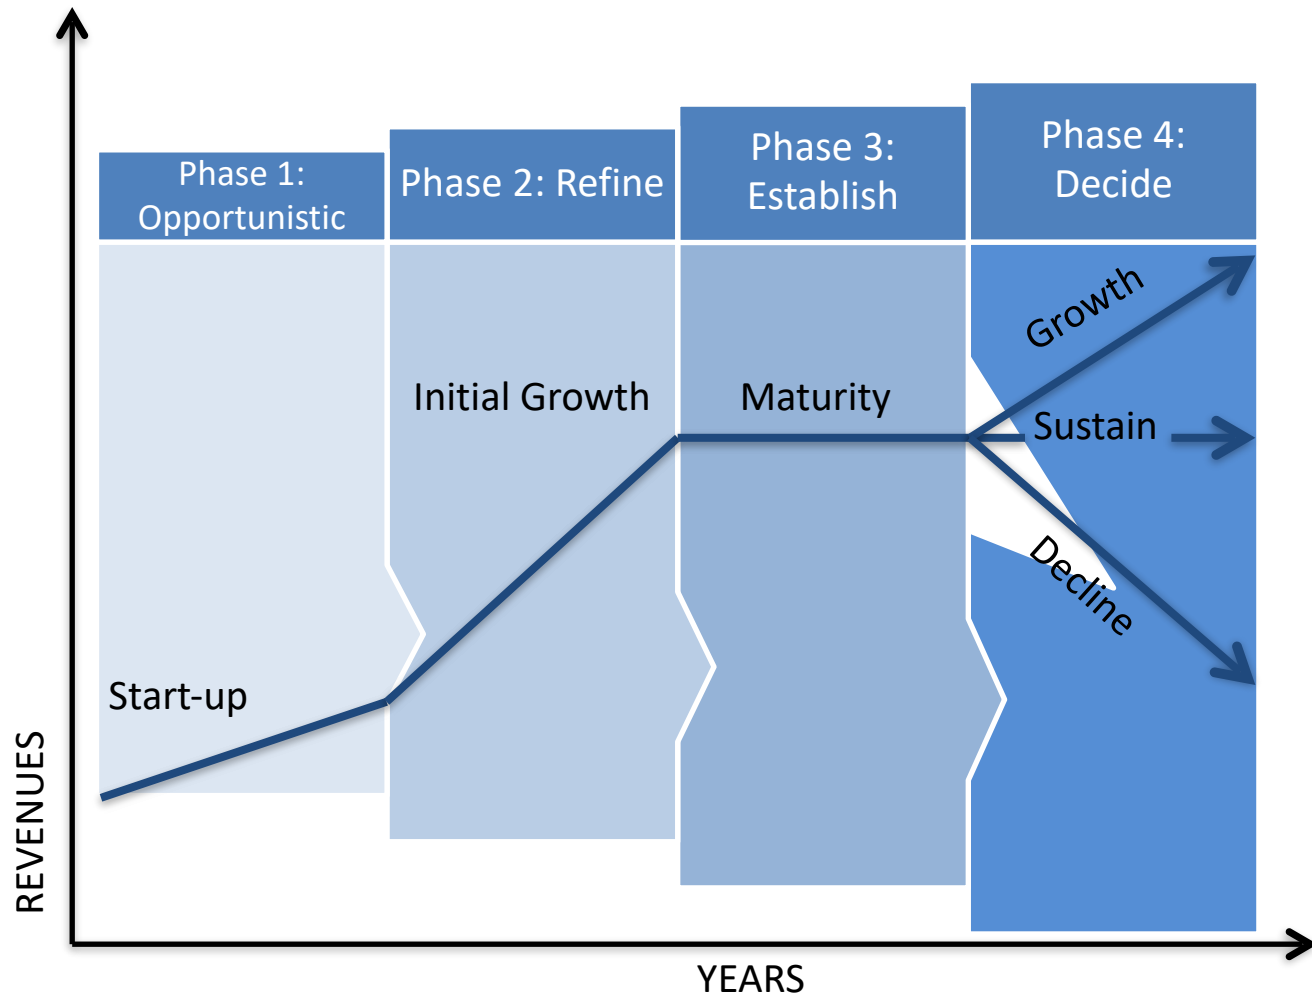 Phase 1:
Opportunistic
Phase 2: Refine
Phase 3:
Establish
Phase 4:
Decide
Growth
Initial Growth
Maturity
Sustain
Decline
Start-up
REVENUES
YEARS